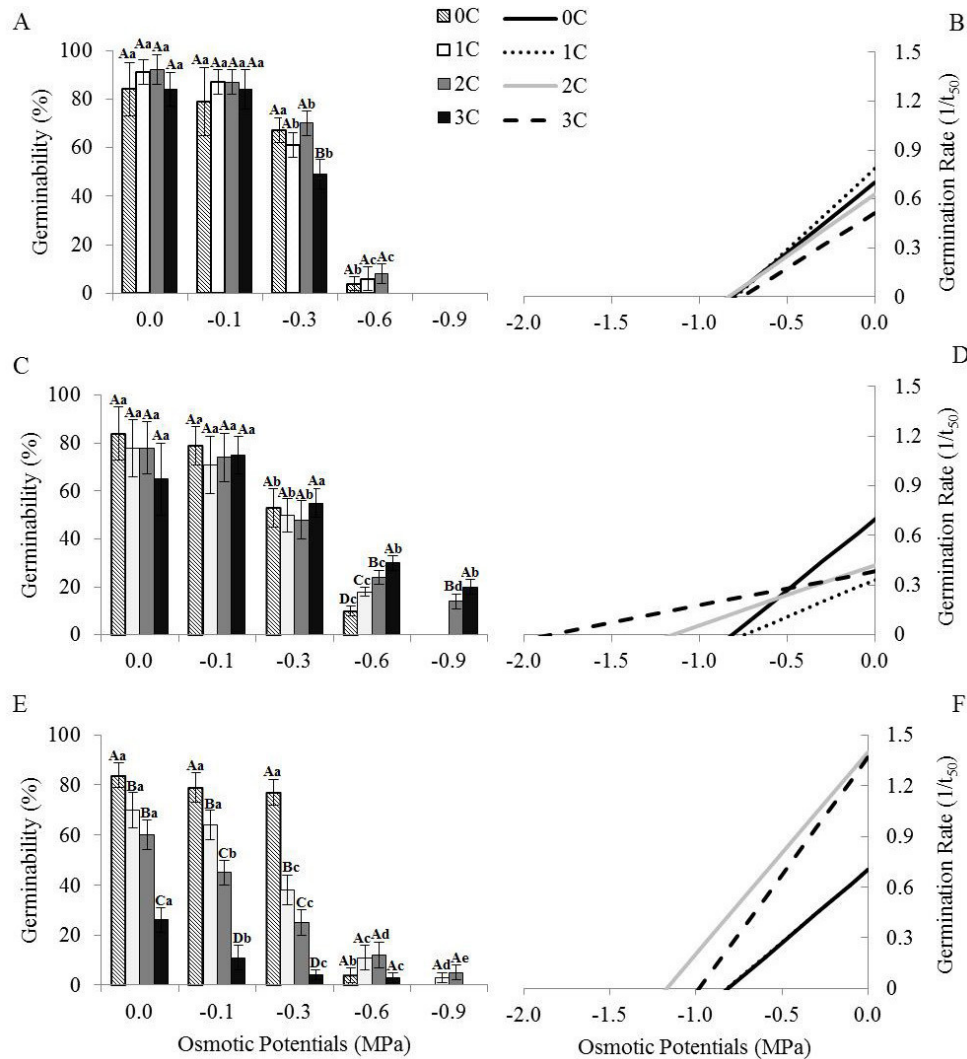 A
B
0C
1C
2C
3C
0C
1C
2C
3C
100
80
60
40
20
0
Germinability (%)
Aa Aa Aa Aa
Aa Aa Aa Aa
Aa Ab Ab Bb
Ab Ac Ac
0.0 -0.1 -0.3 -0.6 -0.9
1.5
1.2
0.9
0.6
0.3
0
Germination Rate (1/t50)
-2.0 -1.5 -1.0 -0.5 0.0
C
D
100
80
60
40
20
0
Germinability (%)
Aa Aa Aa Aa
Aa Aa Aa Aa
Ab Ab Ab Aa
Dc Cc Bc Ab
Bd Ab
0.0 -0.1 -0.3 -0.6 -0.9
1.5
1.2
0.9
0.6
0.3
0
Germination Rate (1/t50)
-2.0 -1.5 -1.0 -0.5 0.0
E
F
100
80
60
40
20
0
Germinability (%)
Aa Ba Ba Ca
Aa Ba Cb Db
Aa Bc Cc Dc
Ab Ac Ad Ac
Ad Ae
0.0 -0.1 -0.3 -0.6 -0.9
Osmotic Potentials (MPa)
1.5
1.2
0.9
0.6
0.3
0
Germination Rate (1/t50)
-2.0 -1.5 -1.0 -0.5 0.0
Osmotic Potentials (MPa)